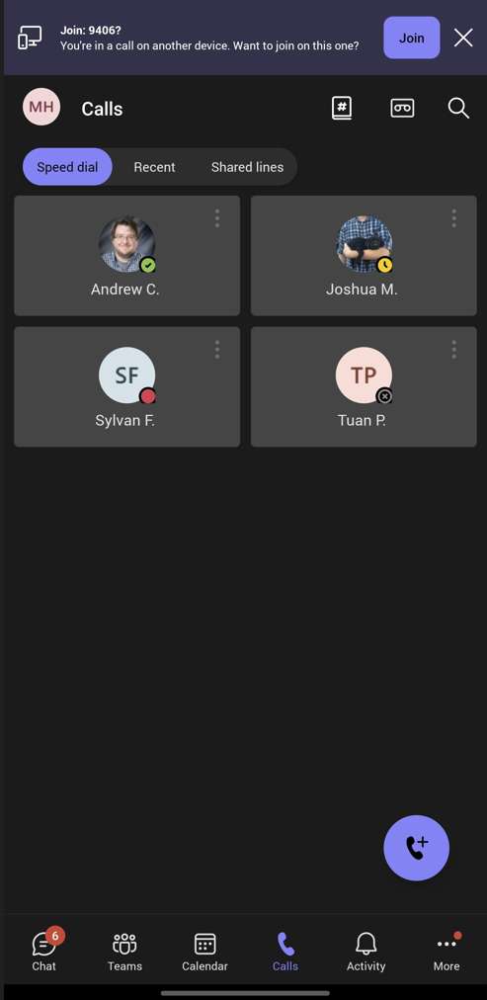 Join: 9406?
You're in a call on another device. Want to join on this one?
Join
MH
Calls
#
Speed dial
Recent
Shared lines
Andrew C.
Joshua M.
SF
Sylvan F.
TP
Tuan P.
6
Chat
Teams
Calendar
Calls
Activity
More